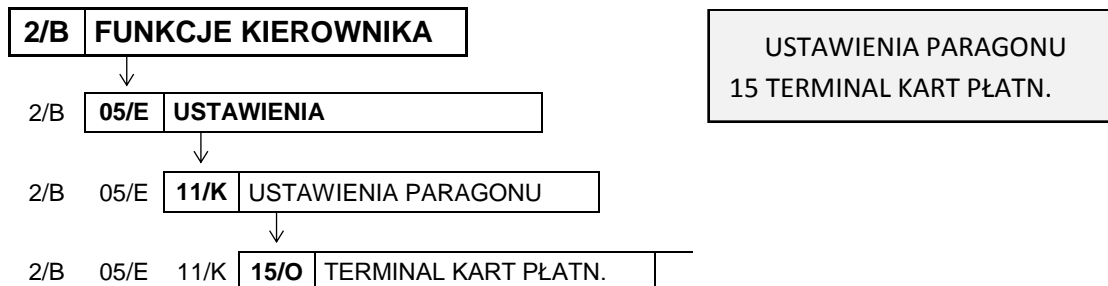 2/B FUNKCJE KIEROWNIKA
2/B 05/E USTAWIENIA
2/B 05/E 11/K USTAWIENIA PARAGONU
2/B 05/E 11/K 15/O TERMINAL KART PŁATN.
USTAWIENIA PARAGONU
15 TERMINAL KART PŁATN.